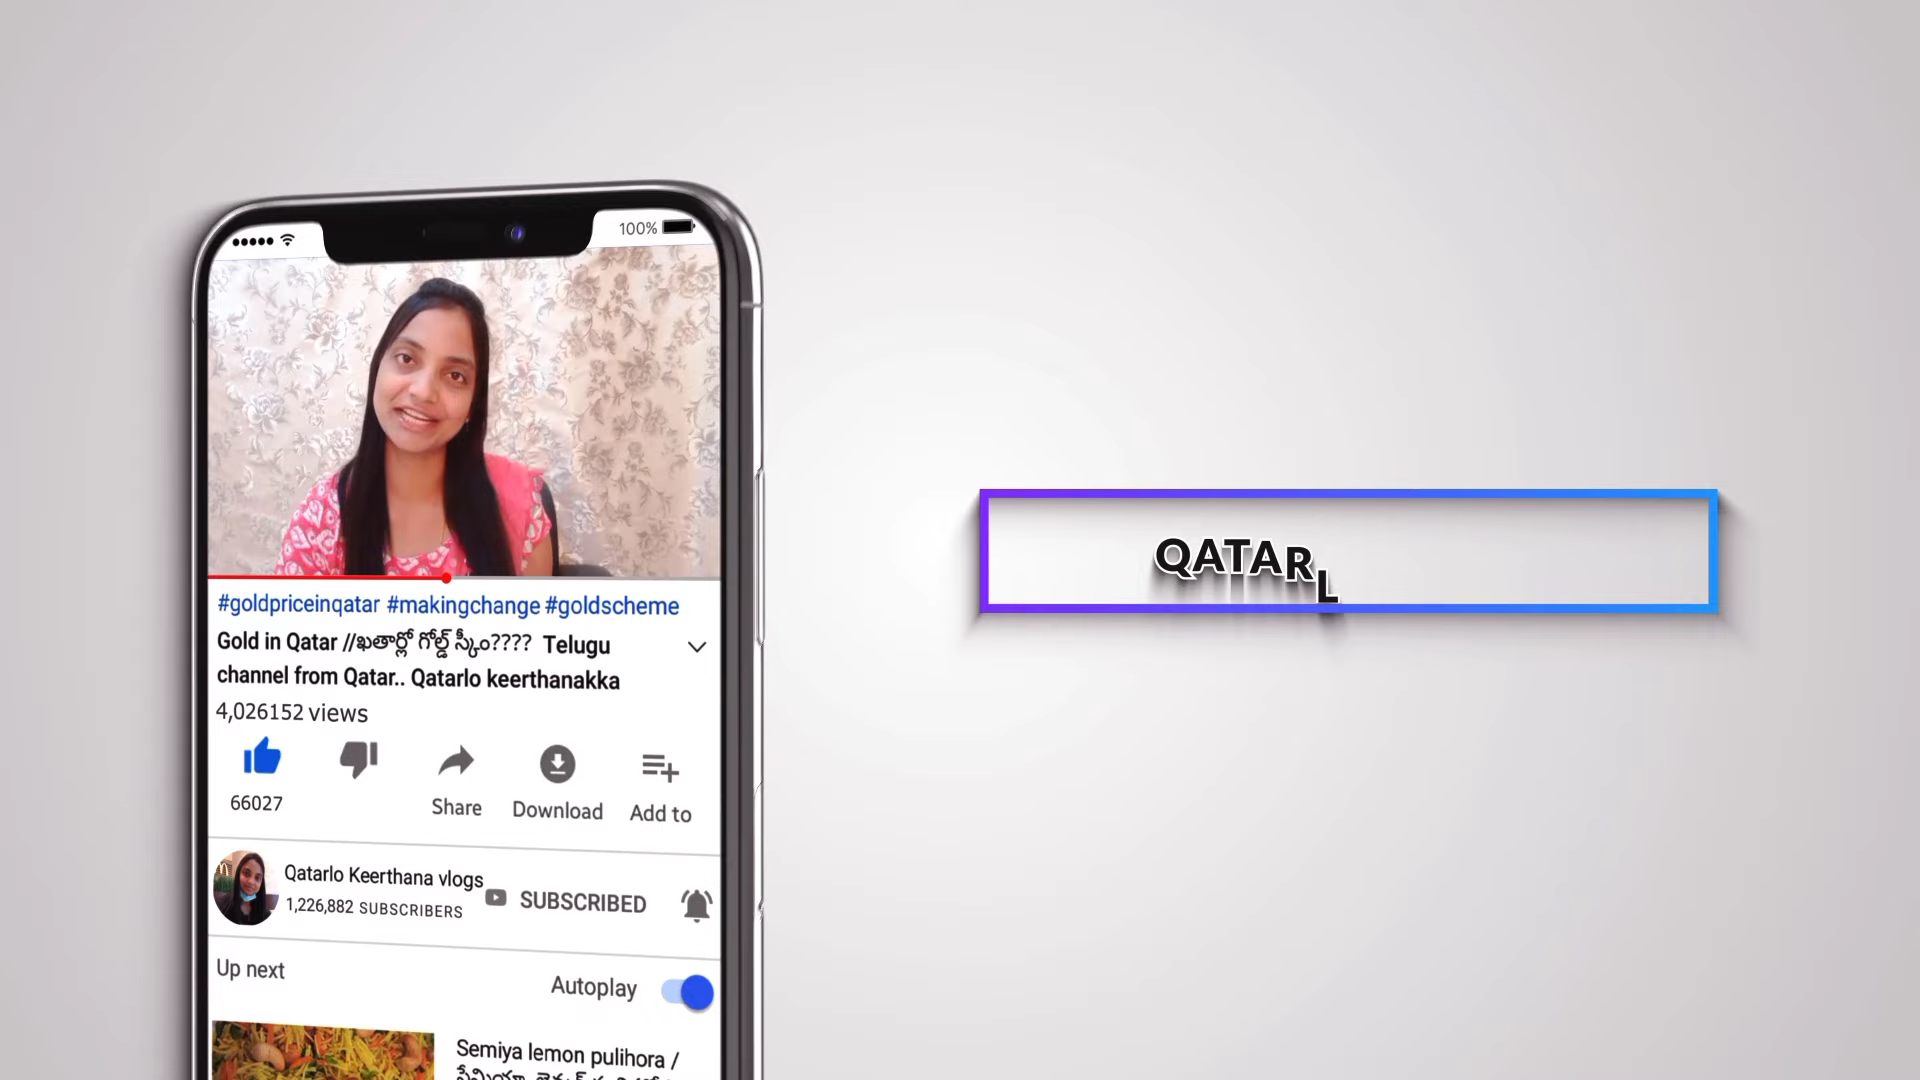 100%
#goldpriceinqatar #makingchange #goldscheme
Gold in Qatar //ఖతార్లో గోల్డ్ స్కీం???? Telugu
channel from Qatar.. Qatarlo keerthanakka
4,026152 views
66027
Share
Download
Add to
Qatarlo Keerthana vlogs
1,226,882 SUBSCRIBERS
SUBSCRIBED
Up next
Autoplay
Semiya lemon pulihora /
QATARL